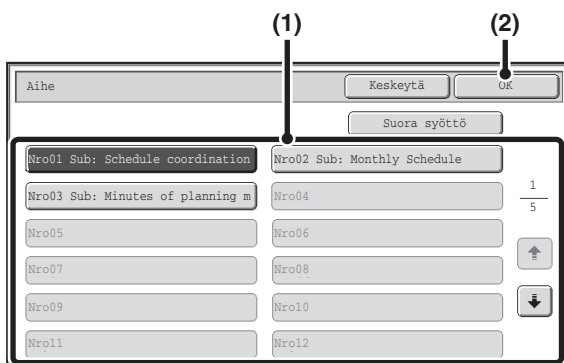 (1) (2)
Aihe Keskeytä OK
Suora syöttö
Nro01 Sub: Schedule coordination Nro02 Sub: Monthly Schedule
Nro03 Sub: Minutes of planning m Nro04
1
5
Nro05 Nro06
Nro07 Nro08
Nro09 Nro10
Nro11 Nro12